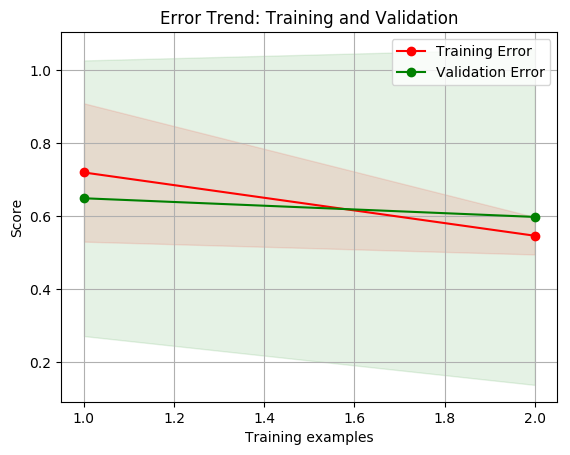 Error Trend: Training and Validation
Training Error
Validation Error
Score
1.0
0.8
0.6
0.4
0.2
1.0 1.2 1.4 1.6 1.8 2.0
Training examples